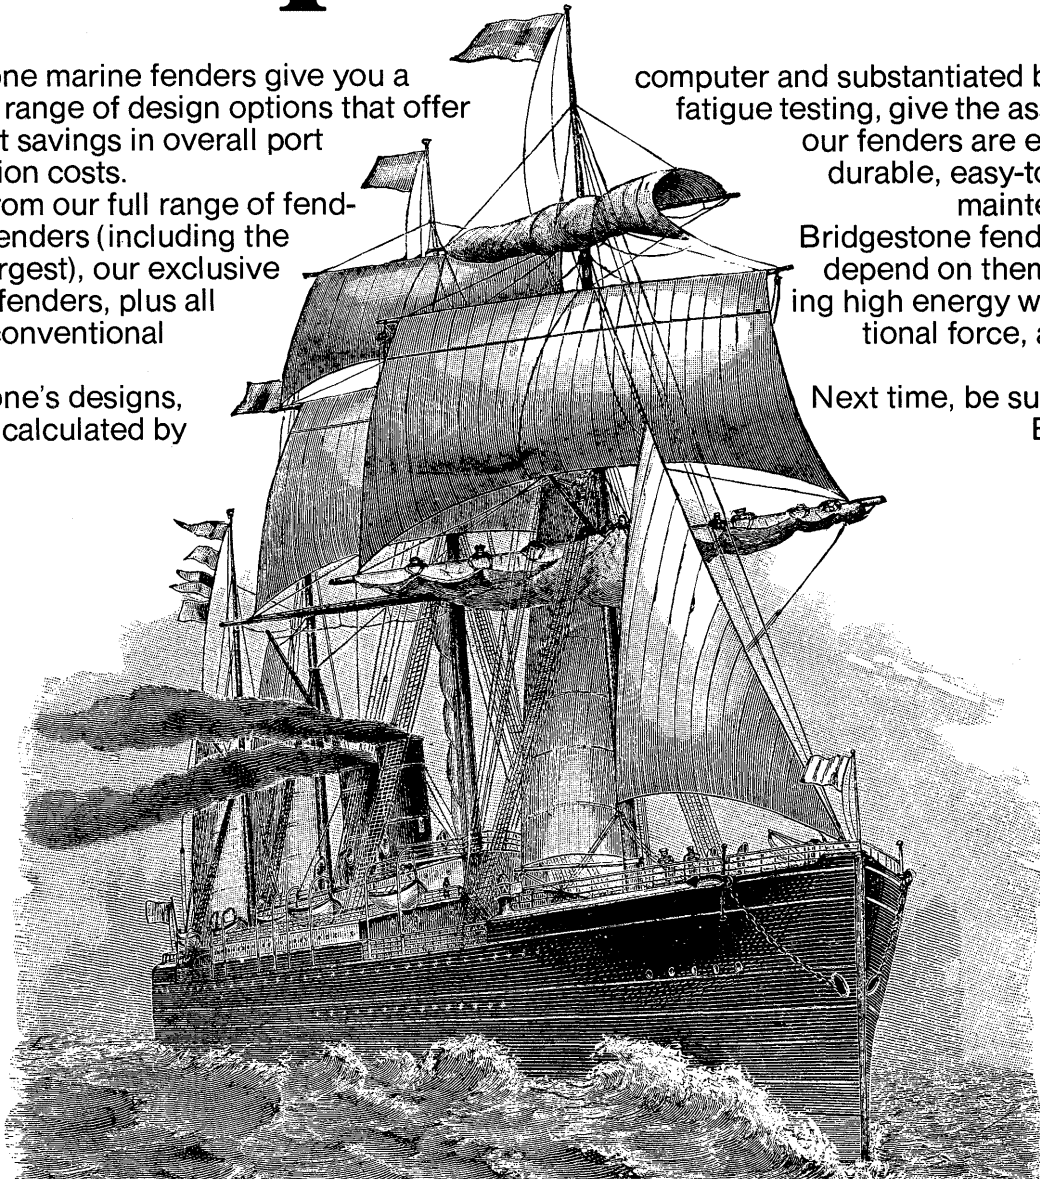 one marine fenders give you a
range of design options that offer
t savings in overall port
ion costs.
rom our full range of fend-
enders (including the
rgest), our exclusive
fenders, plus all
conventional
one's designs,
calculated by
computer and substantiated b
fatigue testing, give the as
our fenders are e
durable, easy-to
mainte
Bridgestone fend
depend on them
ing high energy w
tional force, a
Next time, be su
B